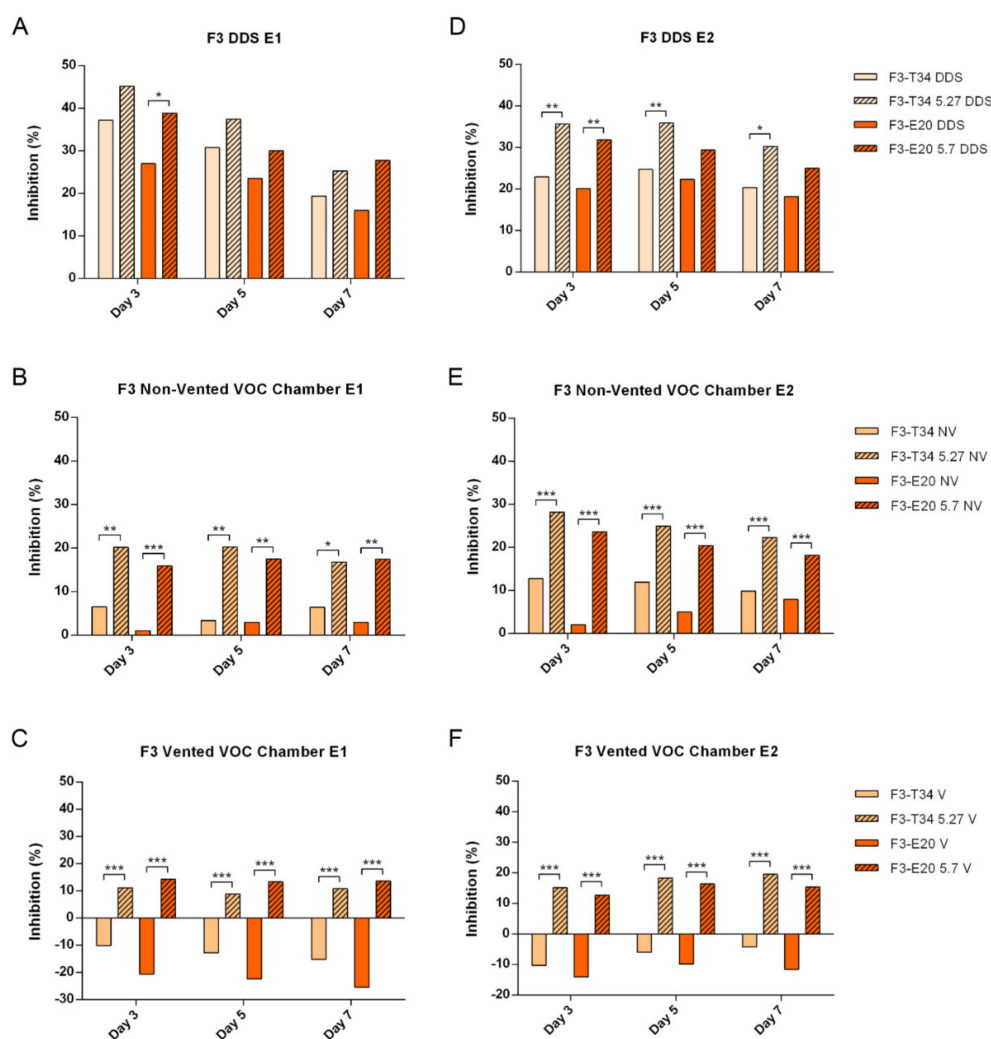 A
F3 DDS E1
Inhibition (%)
60
50
40
30
20
10
0
*
Day 3
Day 5
Day 7
D
F3 DDS E2
Inhibition (%)
60
50
40
30
20
10
0
**
**
**
*
Day 3
Day 5
Day 7
F3-T34 DDS
F3-T34 5.27 DDS
F3-E20 DDS
F3-E20 5.7 DDS
B
F3 Non-Vented VOC Chamber E1
Inhibition (%)
50
40
30
20
10
0
**
***
**
**
*
**
Day 3
Day 5
Day 7
E
F3 Non-Vented VOC Chamber E2
Inhibition (%)
50
40
30
20
10
0
***
***
***
***
***
***
Day 3
Day 5
Day 7
F3-T34 NV
F3-T34 5.27 NV
F3-E20 NV
F3-E20 5.7 NV
C
F3 Vented VOC Chamber E1
Inhibition (%)
50
40
30
20
10
0
-10
-20
-30
***
***
***
***
***
***
Day 3
Day 5
Day 7
F
F3 Vented VOC Chamber E2
Inhibition (%)
50
40
30
20
10
0
-10
-20
***
***
***
***
***
***
Day 3
Day 5
Day 7
F3-T34 V
F3-T34 5.27 V
F3-E20 V
F3-E20 5.7 V